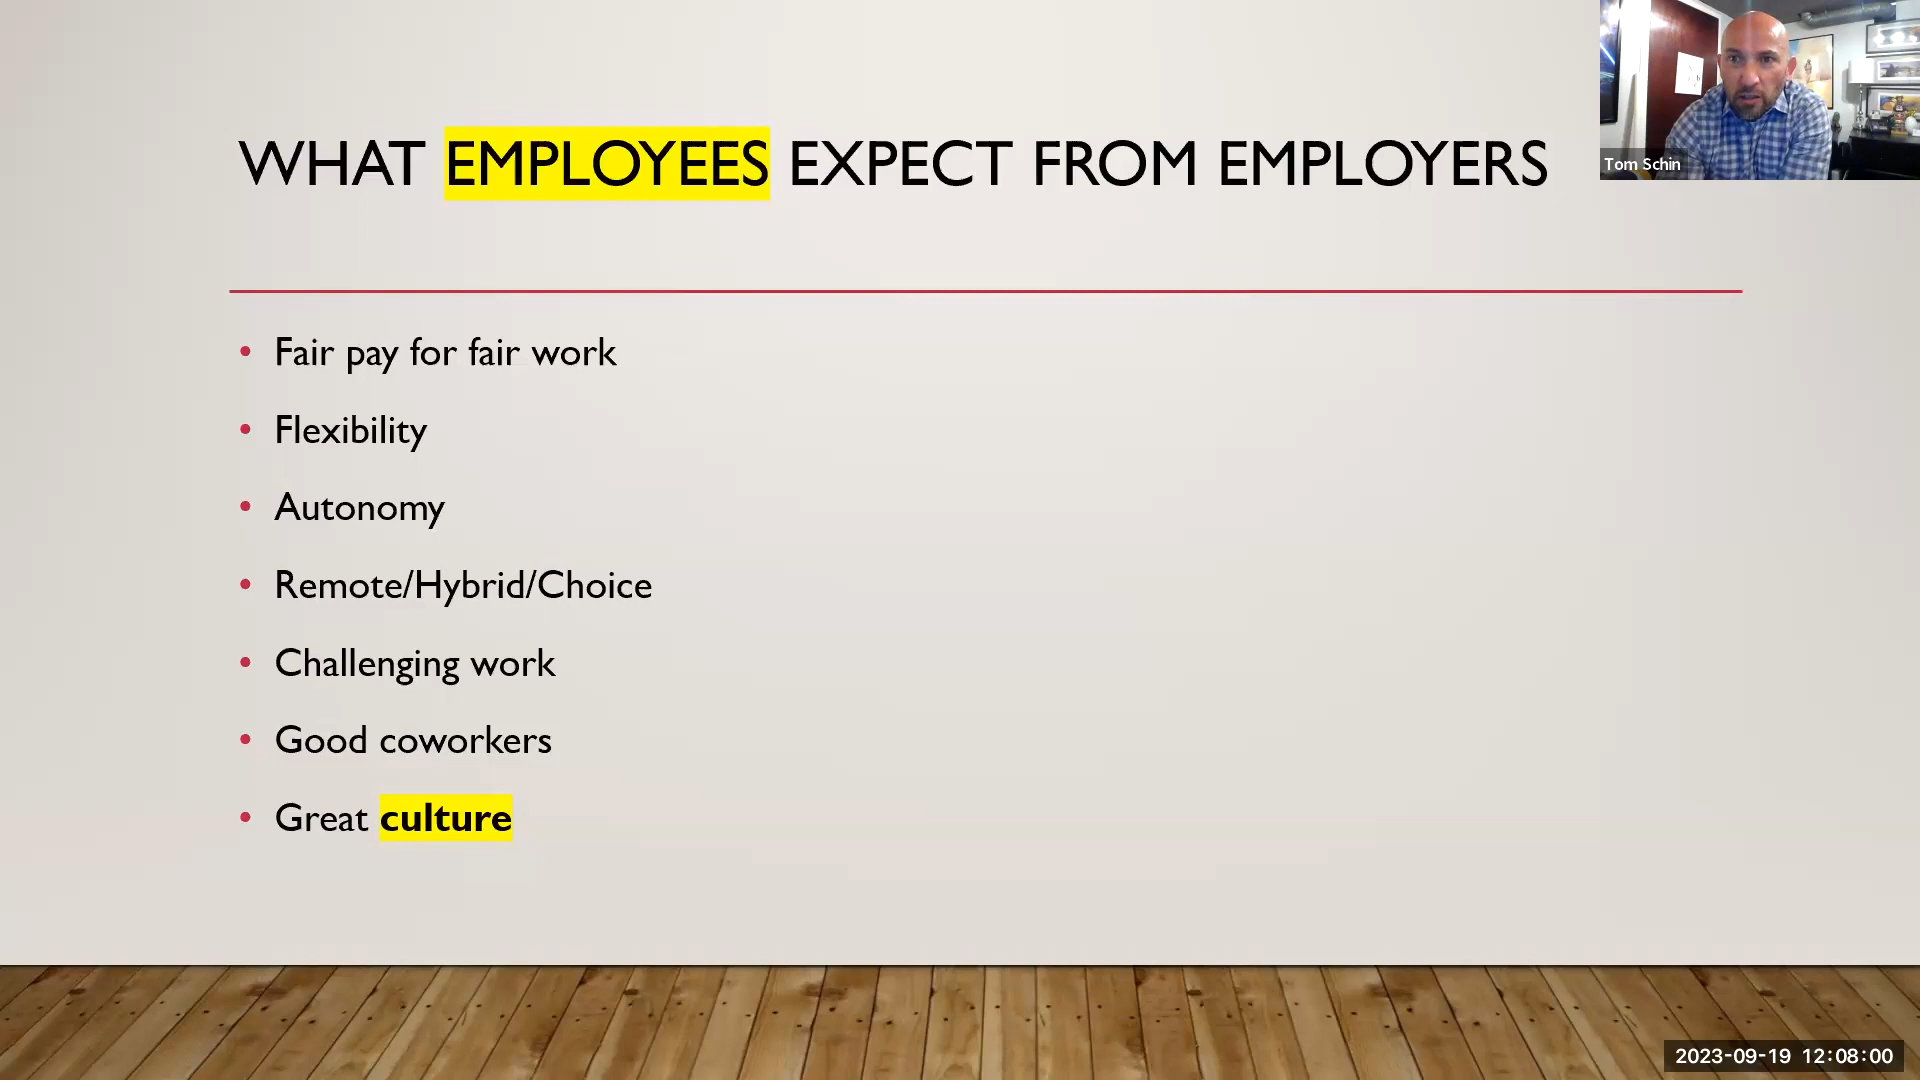 WHAT EMPLOYEES EXPECT FROM EMPLOYERS
Tom Schin
• Fair pay for fair work
• Flexibility
• Autonomy
• Remote/Hybrid/Choice
• Challenging work
• Good coworkers
• Great culture
2023-09-19 12:08:00